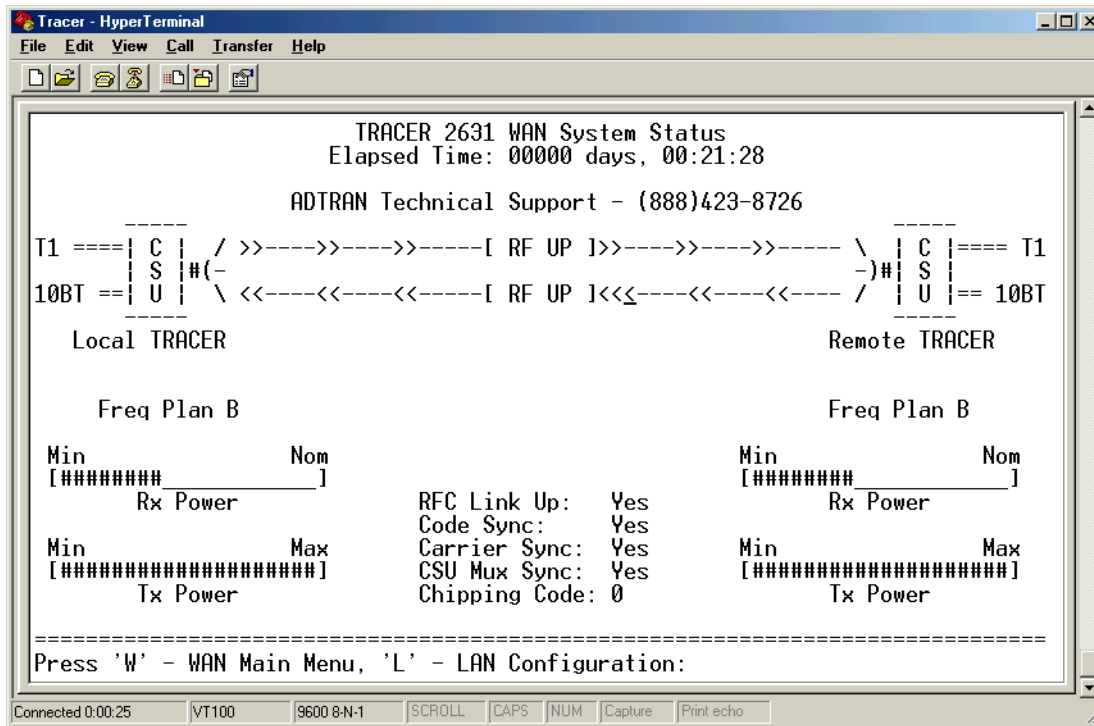 Tracer - HyperTerminal
File Edit View Call Transfer Help
TRACER 2631 WAN System Status
Elapsed Time: 00000 days, 00:21:28
ADTRAN Technical Support - (888)423-8726
----- -----
T1 ====| C | / >>---->>---->>-----[ RF UP ]>>---->>---->>----- \ | C |==== T1
| S |#(- -)#| S |
10BT ==| U | \ <<----<<----<<-----[ RF UP ]<<<----<<----<<---- / | U |== 10BT
----- -----
Local TRACER Remote TRACER
Freq Plan B Freq Plan B
Min Nom Min Nom
[########____________] [########____________]
Rx Power RFC Link Up: Yes Rx Power
Code Sync: Yes
Min Max Carrier Sync: Yes Min Max
[####################] CSU Mux Sync: Yes [####################]
Tx Power Chipping Code: 0 Tx Power
===============================================================================
Press 'W' - WAN Main Menu, 'L' - LAN Configuration:
Connected 0:00:25 VT100 9600 8-N-1 SCROLL CAPS NUM Capture Print echo